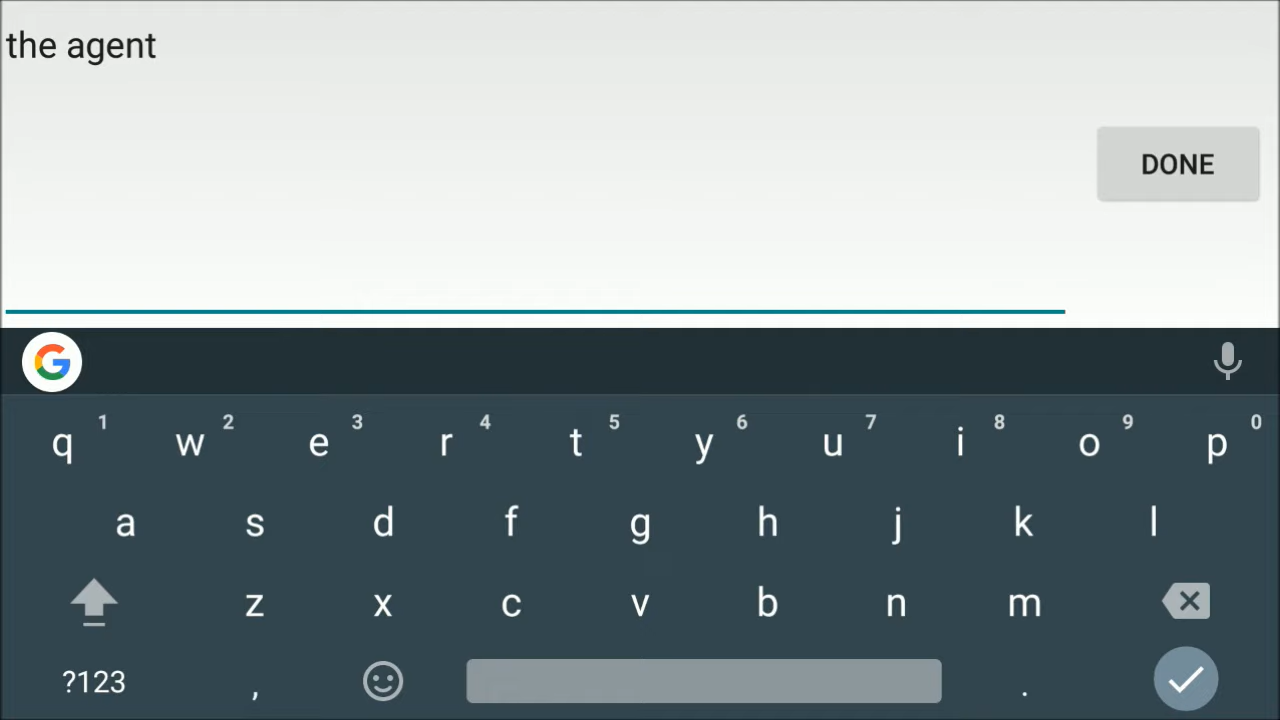 the agent
DONE
q 1 w 2 e 3 r 4 t 5 y 6 u 7 i 8 o 9 p 0
a s d f g h j k l
z x c v b n m
?123 , .